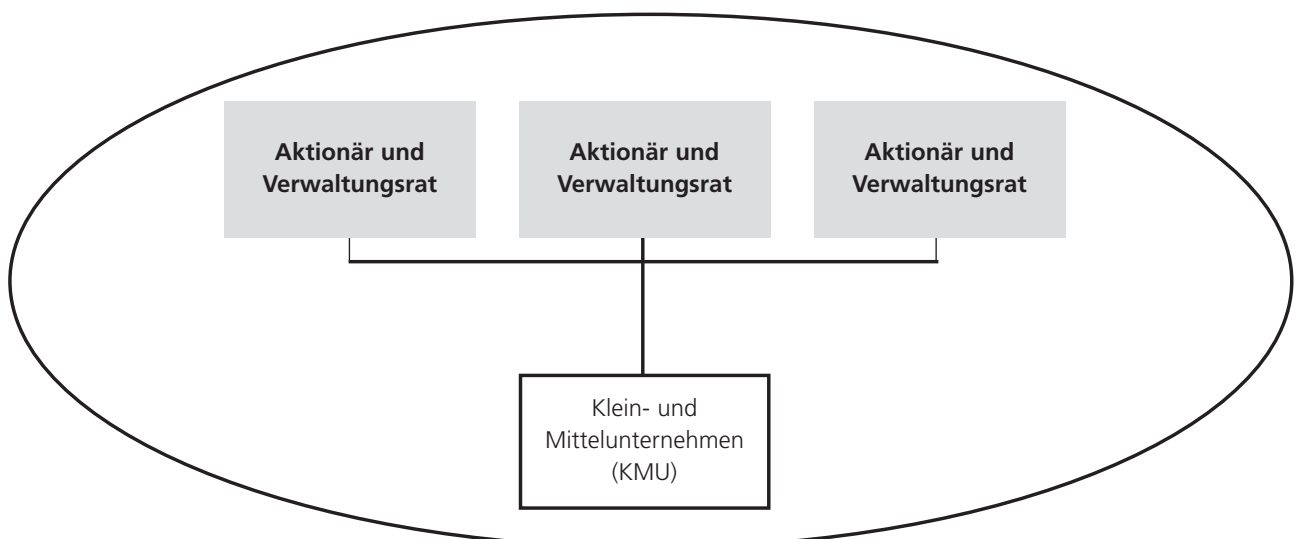 Aktionär und
Verwaltungsrat
Aktionär und
Verwaltungsrat
Aktionär und
Verwaltungsrat
Klein- und
Mittelunternehmen
(KMU)